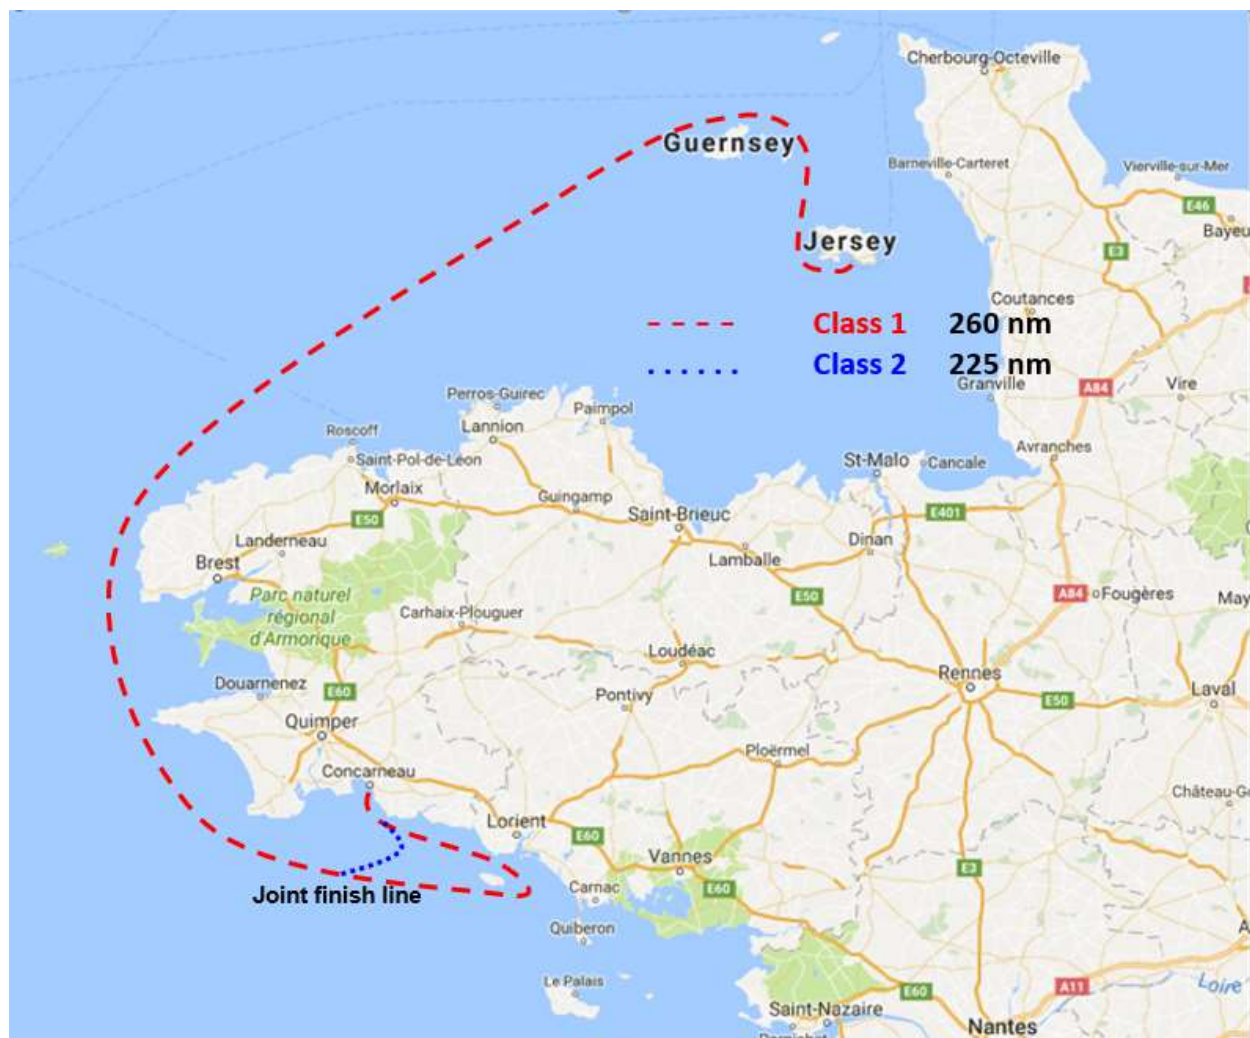 Cherbourg-Octeville
Guernsey
Barneville-Carteret
Vierville-sur-Mer
E46
Bayeu
Jersey
E3
Coutances
Class 1 260 nm
Class 2 225 nm
Granville
A84
Vire
Perros-Guirec
Paimpol
Lannion
Roscoff
Saint-Pol-de-Léon
St-Malo
Cancale
Avranches
Morlaix
Guingamp
E50
Saint-Brieuc
E401
Landerneau
Dinan
Brest
Lamballe
Parc naturel
régional
d'Armorique
E50
A84
Fougères
May
Carhaix-Plouguer
Loudéac
Rennes
Douarnenez
E60
Pontivy
E50
Laval
Quimper
Ploërmel
Concarneau
Château-Go
Lorient
E60
Vannes
E3
Joint finish line
Carnac
E60
Quiberon
Le Palais
E60
A11
Loire
Saint-Nazaire
Nantes